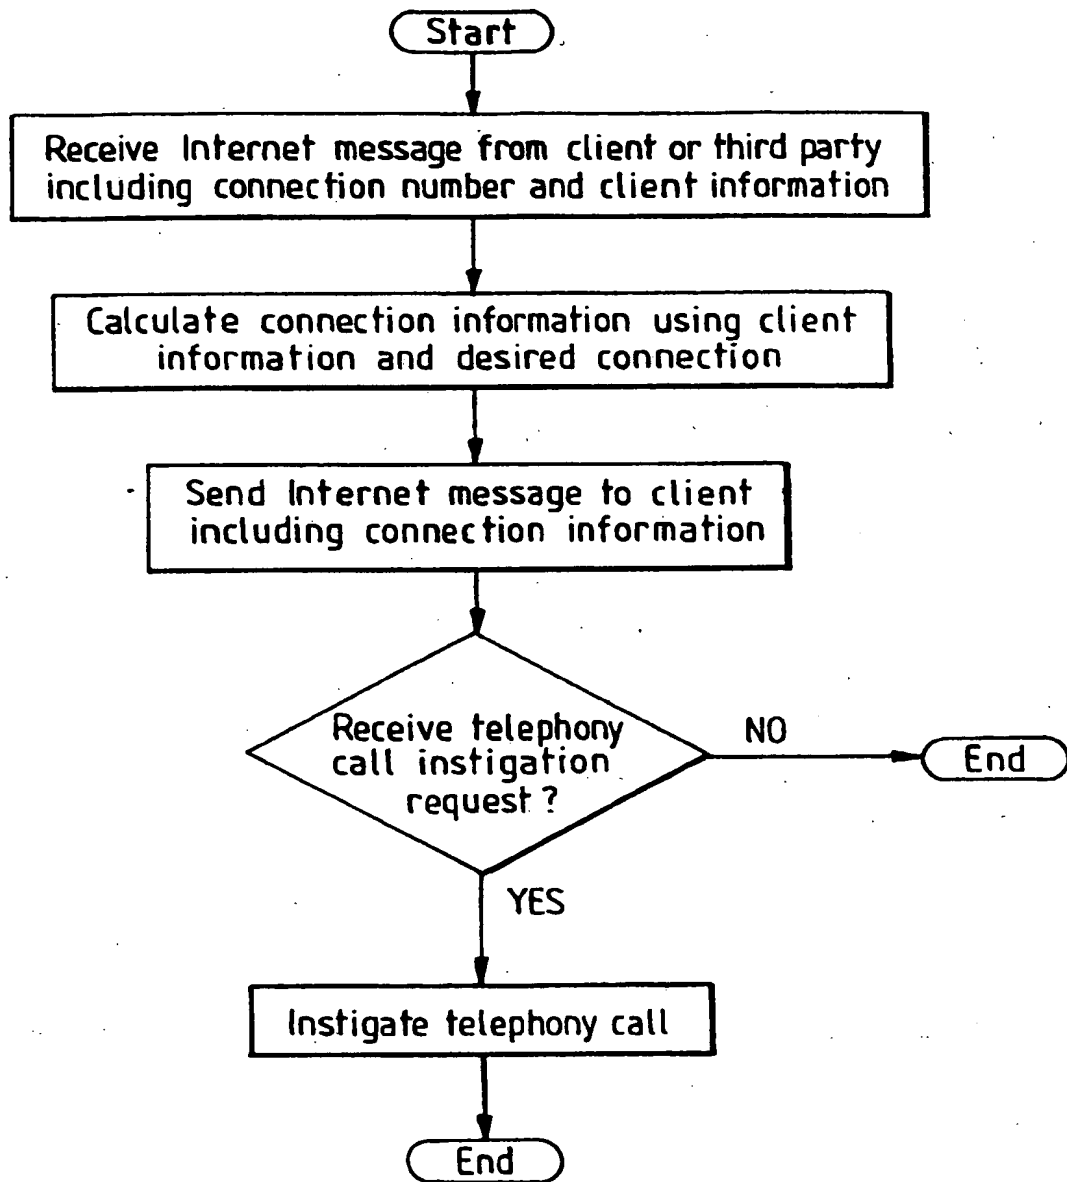 Start
Receive Internet message from client or third party
including connection number and client information
Calculate connection information using client
information and desired connection
Send Internet message to client
including connection information
Receive telephony
call instigation
request?
NO
End
YES
Instigate telephony call
End